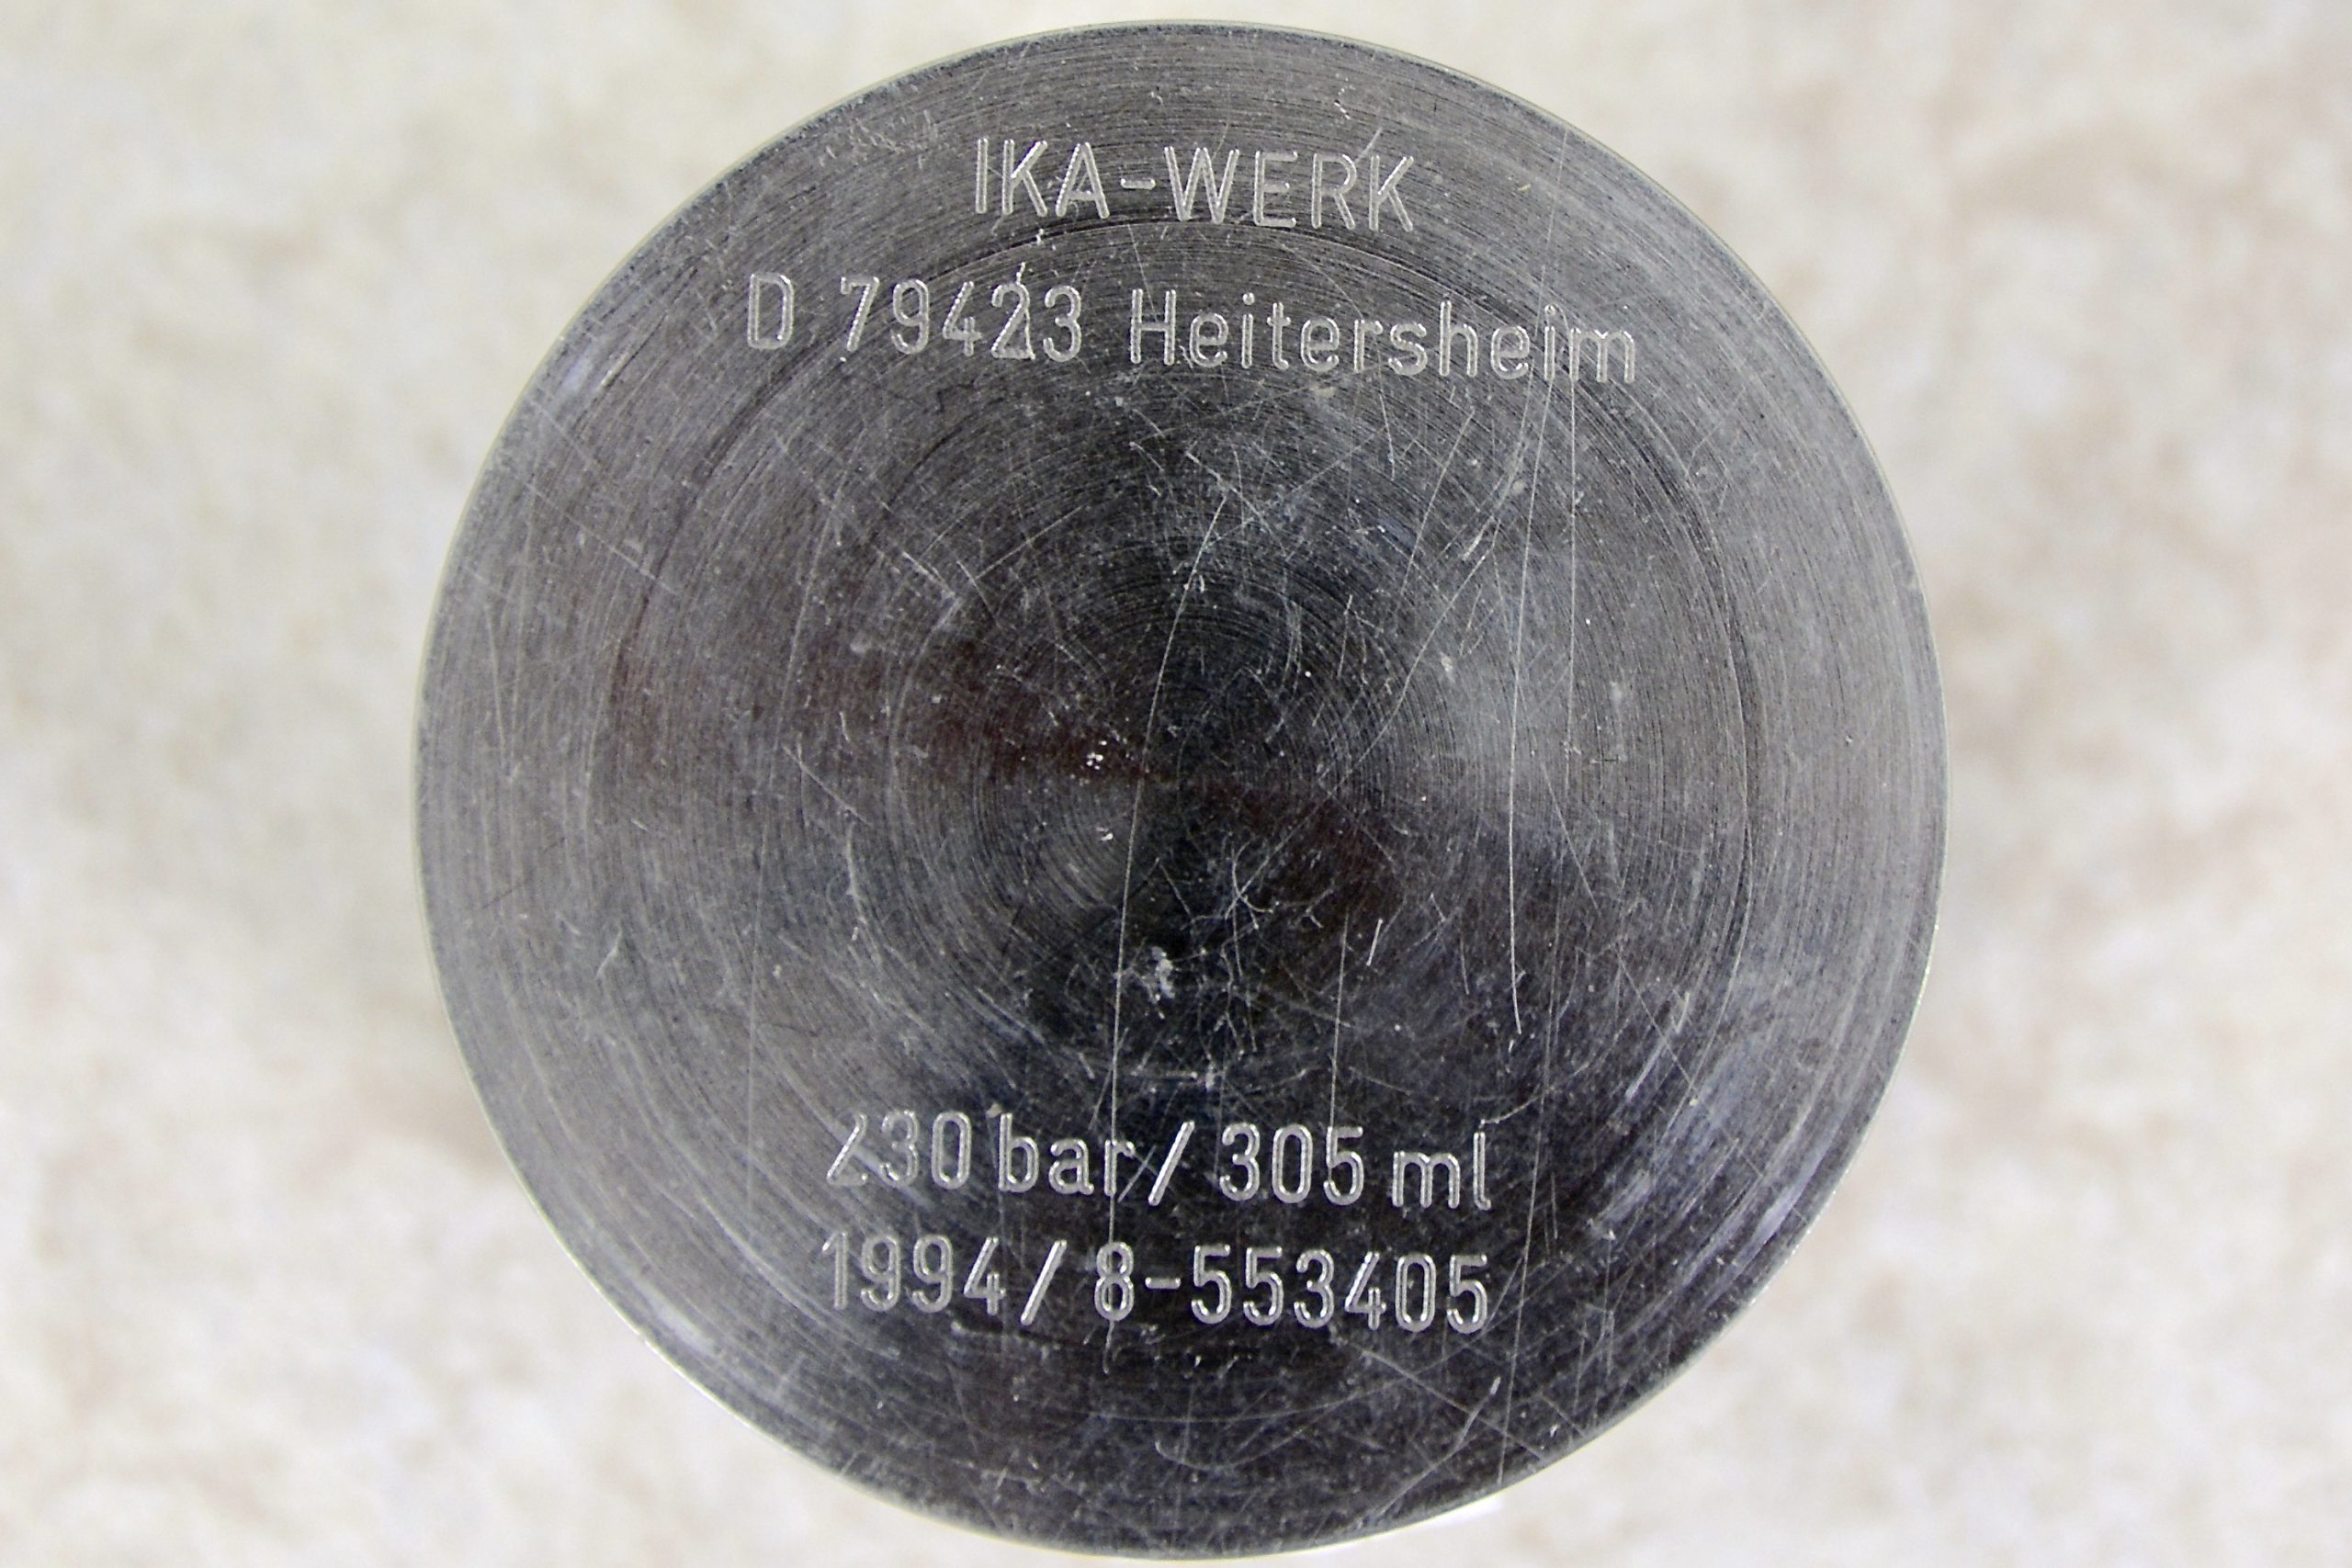 IKA-WERK
D 79423 Heitersheim
230 bar / 305 ml
1994 / 8-553405